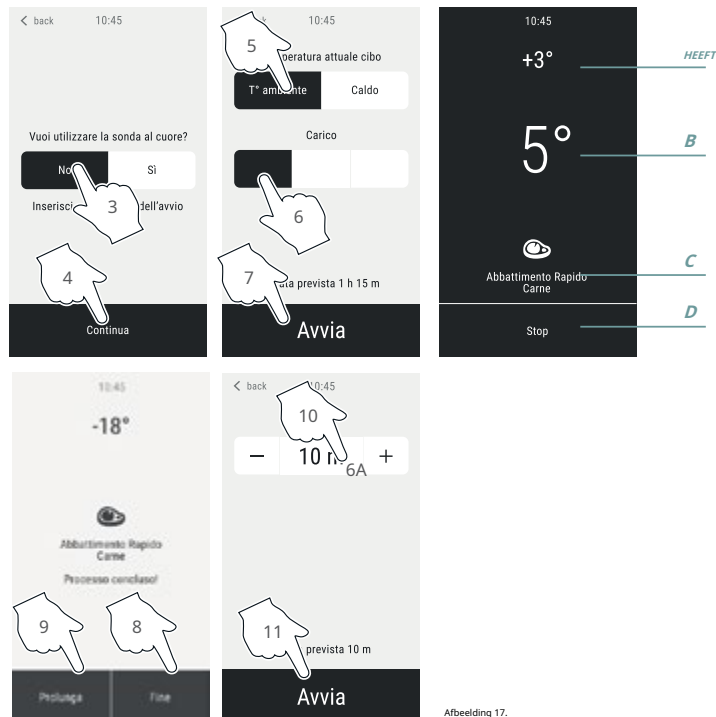 back 10:45
Vuoi utilizzare la sonda al cuore?
No Sì
3
Inserisci dell'avvio
4
Continua
10:45
5
peratura attuale cibo
T° ambiente Caldo
Carico
6
7
ata prevista 1 h 15 m
Avvia
10:45
+3°
HEEFT
5°
B
Abbattimento Rapido
Carne
C
Stop
D
10:45
-18°
Abbattimento Rapido
Carne
Processo concluso!
9 8
Prolunga Fine
back 10:45
10
10 m
6A
11
prevista 10 m
Avvia
Afbeelding 17.